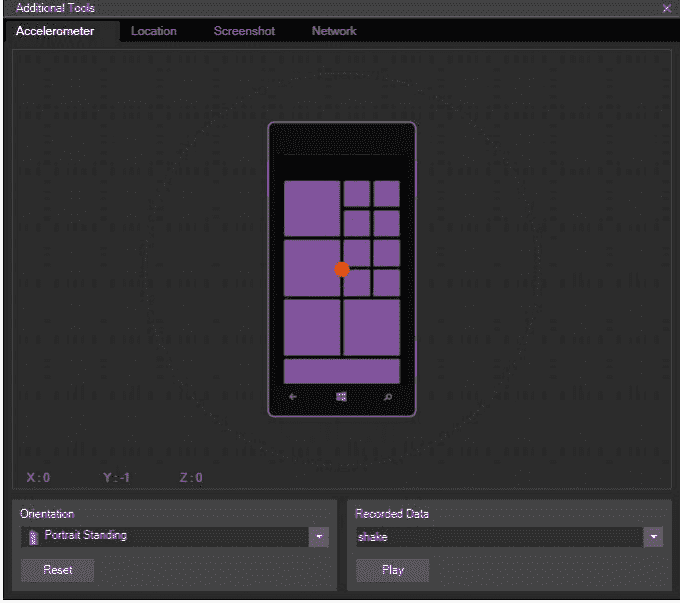 Additional Tools
Accelerometer Location Screenshot Network
X:0 Y:-1 Z:0
Orientation
Portrait Standing
Reset
Recorded Data
shake
Play